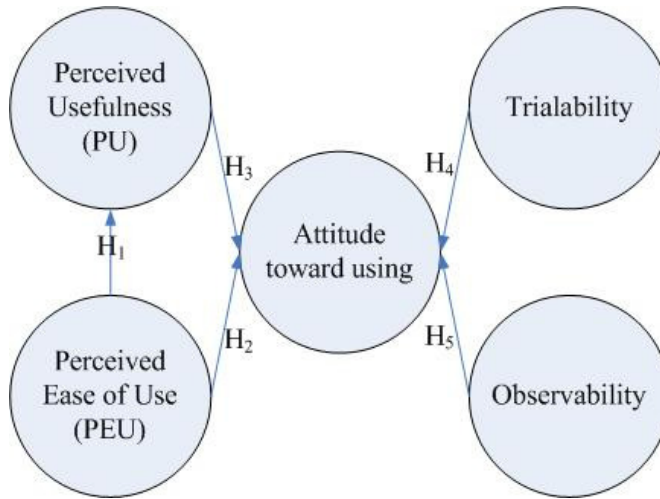 Perceived
Usefulness
(PU)
Trialability
H₃
H₄
Attitude
toward using
H₁
H₂
H₅
Perceived
Ease of Use
(PEU)
Observability